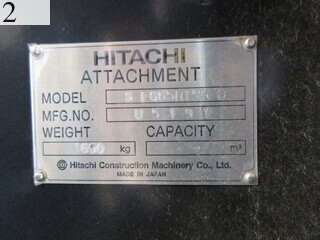 2
HITACHI
ATTACHMENT
MODEL
MFG.NO.
WEIGHT CAPACITY
kg m³
Hitachi Construction Machinery Co., Ltd.
MADE IN JAPAN